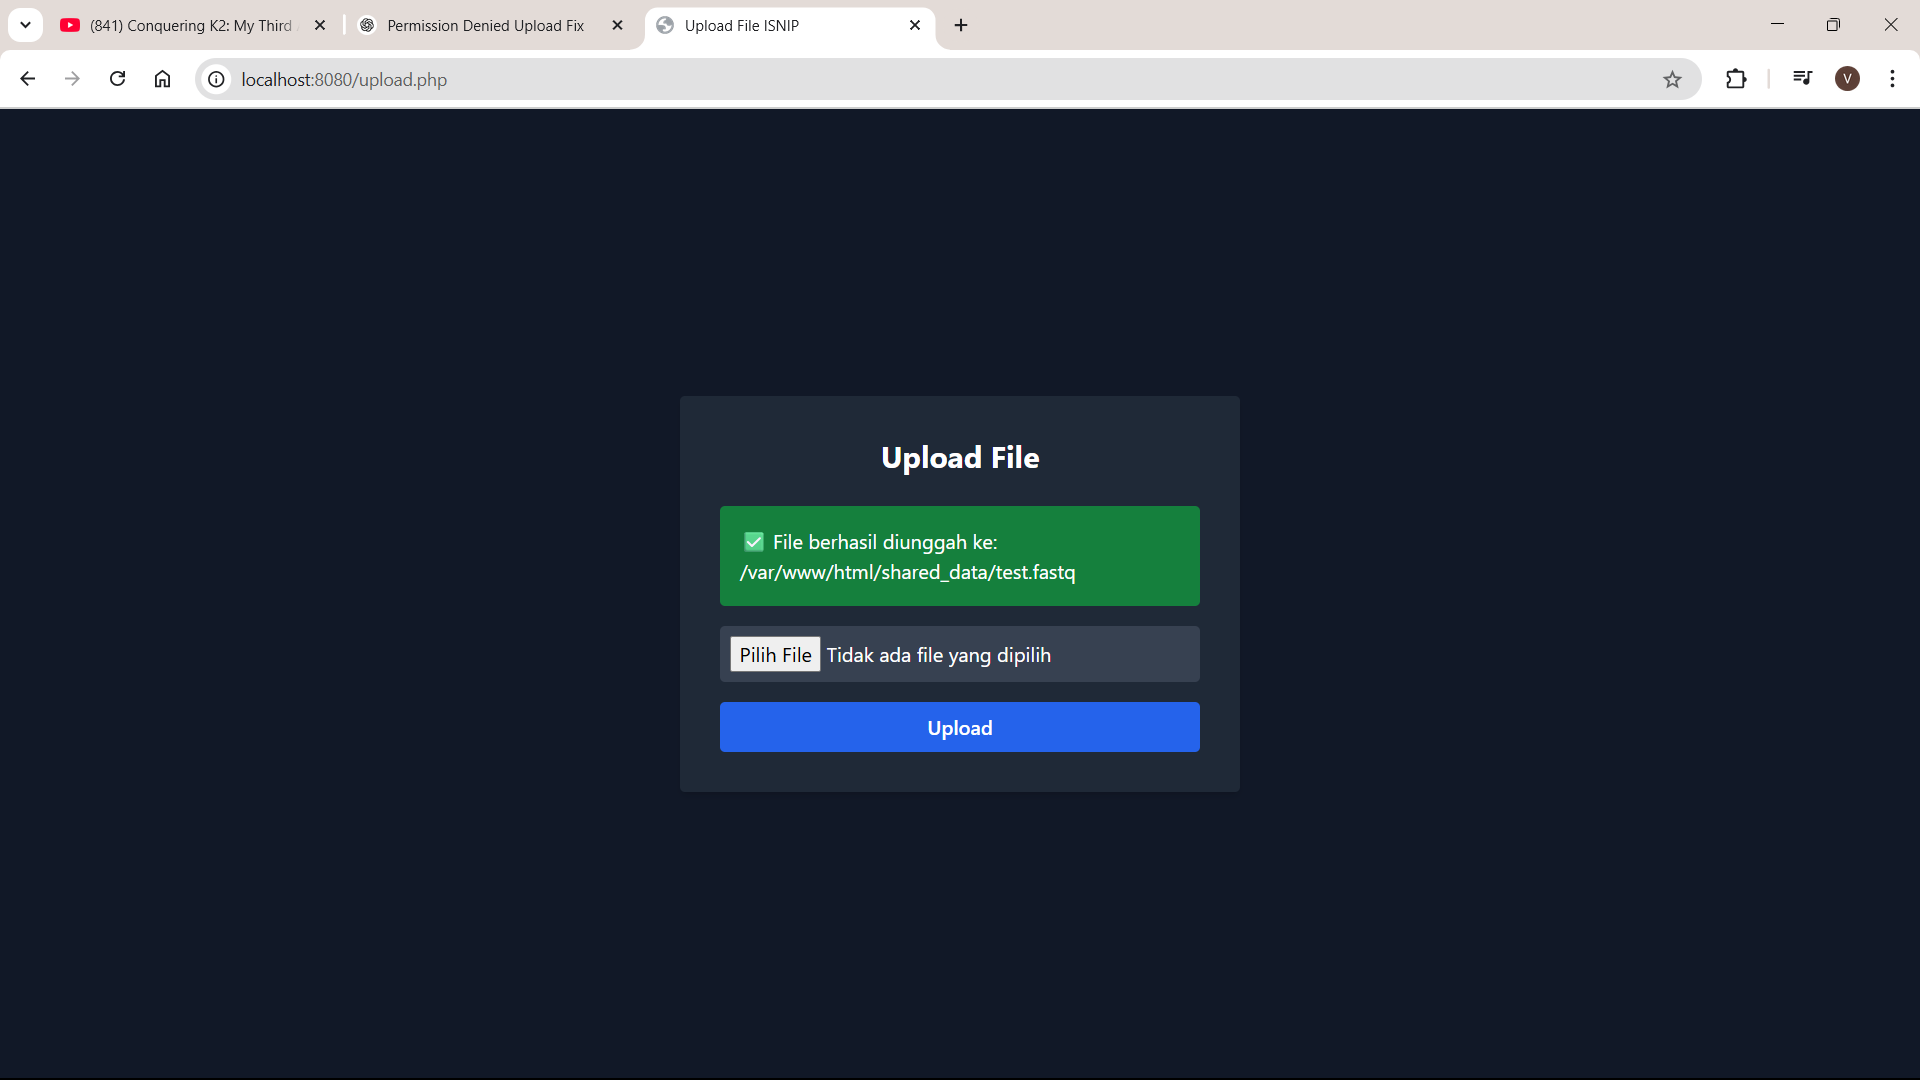 (841) Conquering K2: My Third
Permission Denied Upload Fix
Upload File ISNIP
localhost:8080/upload.php
V
Upload File
✅ File berhasil diunggah ke:
/var/www/html/shared_data/test.fastq
Pilih File Tidak ada file yang dipilih
Upload